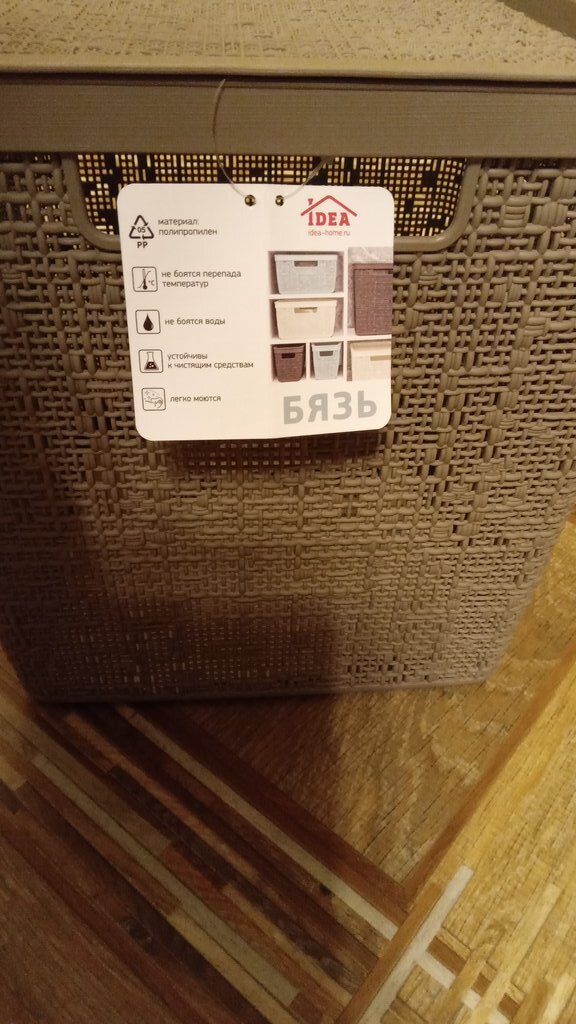 05
PP
материал:
полипропилен
IDEA
idea-home.ru
°C
не боятся перепада
температур
не боятся воды
устойчивы
к чистящим средствам
легко моются
БЯЗЬ